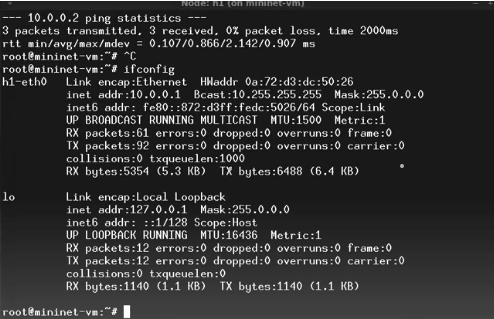 Node: h1 (on mininet-vm)
--- 10.0.0.2 ping statistics ---
3 packets transmitted, 3 received, 0% packet loss, time 2000ms
rtt min/avg/max/mdev = 0.107/0.866/2.142/0.907 ms
root@mininet-vm:~# ^C
root@mininet-vm:~# ifconfig
h1-eth0   Link encap:Ethernet  HWaddr 0a:72:d3:dc:50:26
          inet addr:10.0.0.1  Bcast:10.255.255.255  Mask:255.0.0.0
          inet6 addr: fe80::872:d3ff:fedc:5026/64 Scope:Link
          UP BROADCAST RUNNING MULTICAST  MTU:1500  Metric:1
          RX packets:61 errors:0 dropped:0 overruns:0 frame:0
          TX packets:92 errors:0 dropped:0 overruns:0 carrier:0
          collisions:0 txqueuelen:1000
          RX bytes:5354 (5.3 KB)  TX bytes:6488 (6.4 KB)
lo        Link encap:Local Loopback
          inet addr:127.0.0.1  Mask:255.0.0.0
          inet6 addr: ::1/128 Scope:Host
          UP LOOPBACK RUNNING  MTU:16436  Metric:1
          RX packets:12 errors:0 dropped:0 overruns:0 frame:0
          TX packets:12 errors:0 dropped:0 overruns:0 carrier:0
          collisions:0 txqueuelen:0
          RX bytes:1140 (1.1 KB)  TX bytes:1140 (1.1 KB)
root@mininet-vm:~#